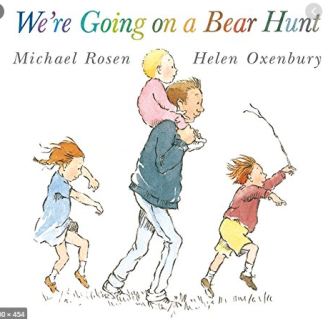 We're Going on a Bear Hunt
Michael Rosen Helen Oxenbury